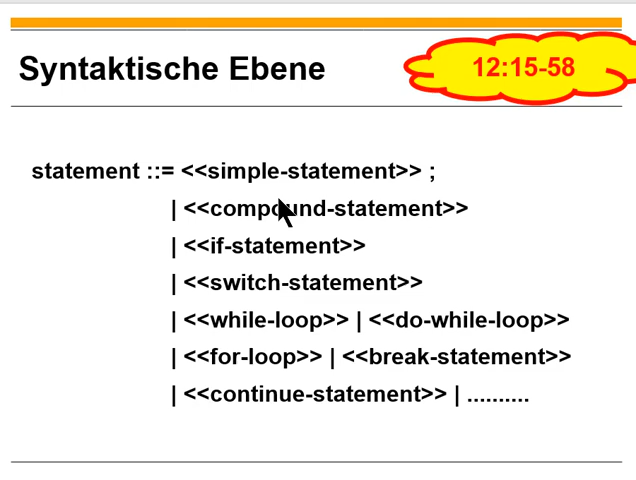 Syntaktische Ebene
12:15-58
statement ::= <<simple-statement>> ;
| <<compound-statement>>
| <<if-statement>>
| <<switch-statement>>
| <<while-loop>> | <<do-while-loop>>
| <<for-loop>> | <<break-statement>>
| <<continue-statement>> | ..........